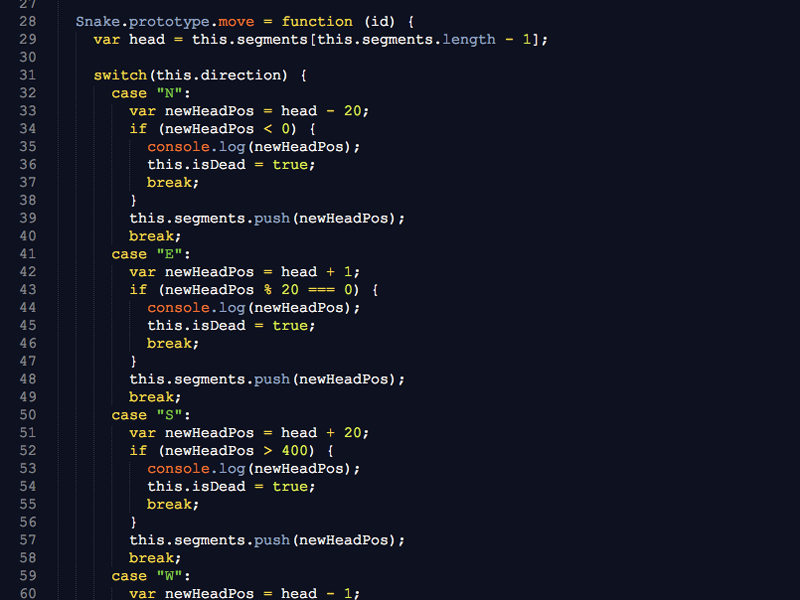 27
28 Snake.prototype.move = function (id) {
29 var head = this.segments[this.segments.length - 1];
30
31 switch(this.direction) {
32 case "N":
33 var newHeadPos = head - 20;
34 if (newHeadPos < 0) {
35 console.log(newHeadPos);
36 this.isDead = true;
37 break;
38 }
39 this.segments.push(newHeadPos);
40 break;
41 case "E":
42 var newHeadPos = head + 1;
43 if (newHeadPos % 20 === 0) {
44 console.log(newHeadPos);
45 this.isDead = true;
46 break;
47 }
48 this.segments.push(newHeadPos);
49 break;
50 case "S":
51 var newHeadPos = head + 20;
52 if (newHeadPos > 400) {
53 console.log(newHeadPos);
54 this.isDead = true;
55 break;
56 }
57 this.segments.push(newHeadPos);
58 break;
59 case "W":
60 var newHeadPos = head - 1;